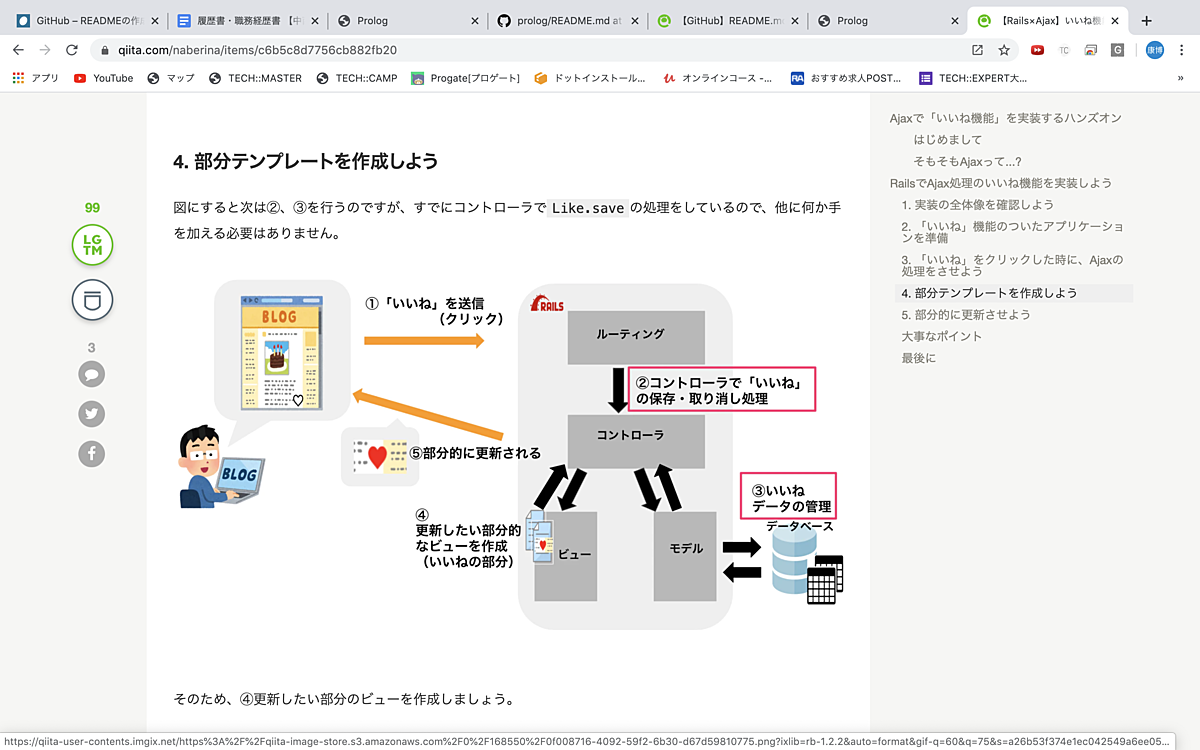 GitHub – READMEの作
履歴書・職務経歴書 【中
Prolog
prolog/README.md at
【GitHub】README.m
Prolog
【Rails×Ajax】いいね機
qiita.com/naberina/items/c6b5c8d7756cb882fb20
TC
G
康博
アプリ
YouTube
マップ
TECH::MASTER
TECH::CAMP
Progate[プロゲート]
ドットインストール...
オンラインコース -...
RA
おすすめ求人POST...
TECH::EXPERT大...
»
4. 部分テンプレートを作成しよう
図にすると次は②、③を行うのですが、すでにコントローラで Like.save の処理をしているので、他に何か手
を加える必要はありません。
99
LG
TM
3
BLOG
①「いいね」を送信
（クリック）
RAILS
ルーティング
②コントローラで「いいね」
の保存・取り消し処理
コントローラ
⑤部分的に更新される
BLOG
③いいね
データの管理
データベース
④
更新したい部分的
なビューを作成
（いいねの部分）
ビュー
モデル
そのため、④更新したい部分のビューを作成しましょう。
Ajaxで「いいね機能」を実装するハンズオン
はじめまして
そもそもAjaxって...?
RailsでAjax処理のいいね機能を実装しよう
1. 実装の全体像を確認しよう
2. 「いいね」機能のついたアプリケーショ
ンを準備
3. 「いいね」をクリックした時に、Ajaxの
処理をさせよう
4. 部分テンプレートを作成しよう
5. 部分的に更新させよう
大事なポイント
最後に
https://qiita-user-contents.imgix.net/https%3A%2F%2Fqiita-image-store.s3.amazonaws.com%2F0%2F168550%2F0f008716-4092-59f2-6b30-d67d59810775.png?ixlib=rb-1.2.2&auto=format&gif-q=60&q=75&s=a26b53f374e1ec042549a6ee05...